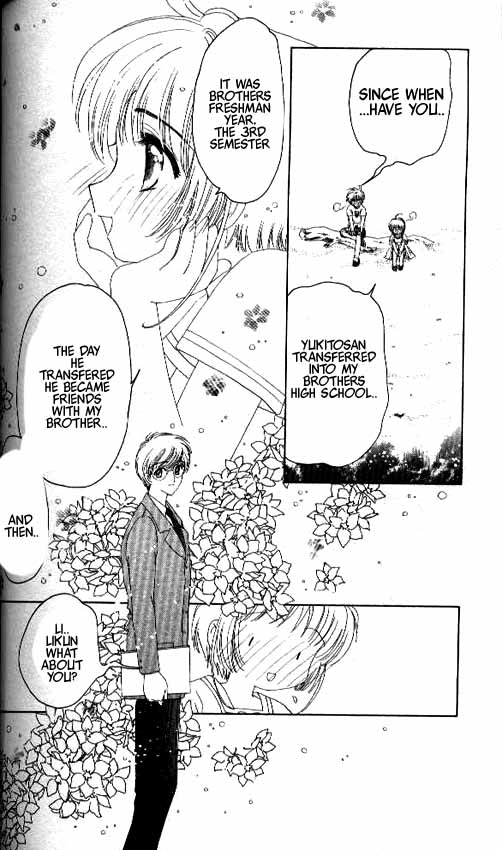 SINCE WHEN
...HAVE YOU..
YUKITOSAN
TRANSFERRED
INTO MY
BROTHERS
HIGH SCHOOL..
IT WAS
BROTHERS
FRESHMAN
YEAR.
THE 3RD
SEMESTER
THE DAY
HE
TRANSFERRED
HE BECAME
FRIENDS
WITH MY
BROTHER..
AND
THEN..
LI..
LIKUN
WHAT
ABOUT
YOU?